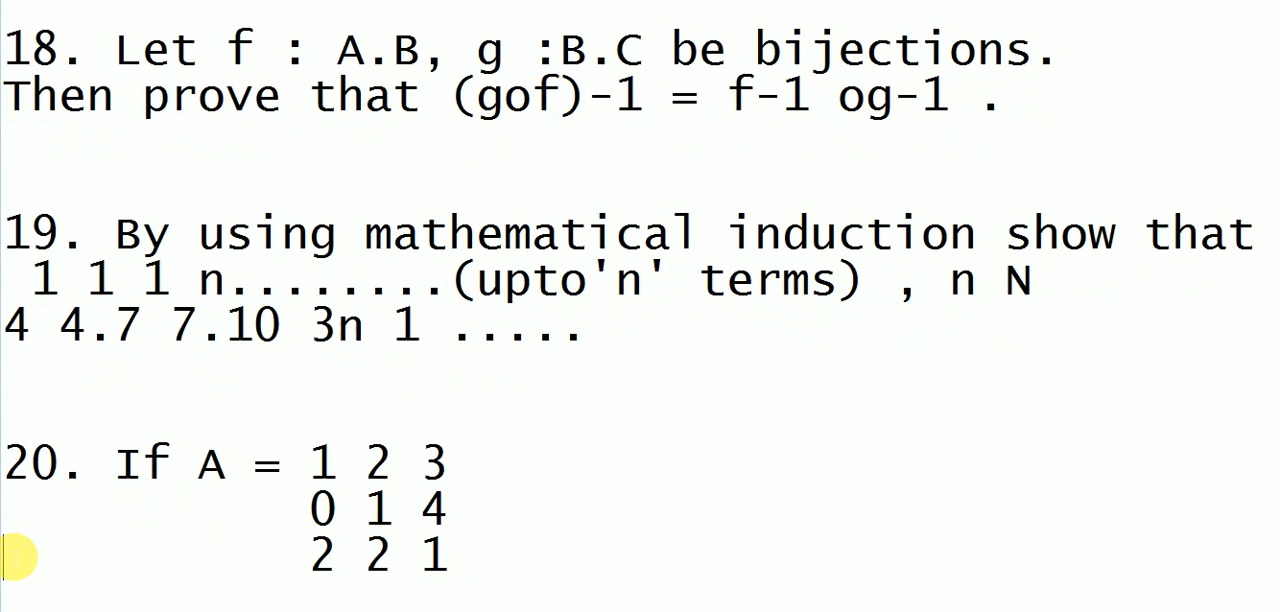 18. Let f : A.B, g :B.C be bijections.
Then prove that (gof)-1 = f-1 og-1 .
19. By using mathematical induction show that
1 1 1 n........(upto'n' terms) , n N
4 4.7 7.10 3n 1 .....
20. If A = 1 2 3
0 1 4
2 2 1